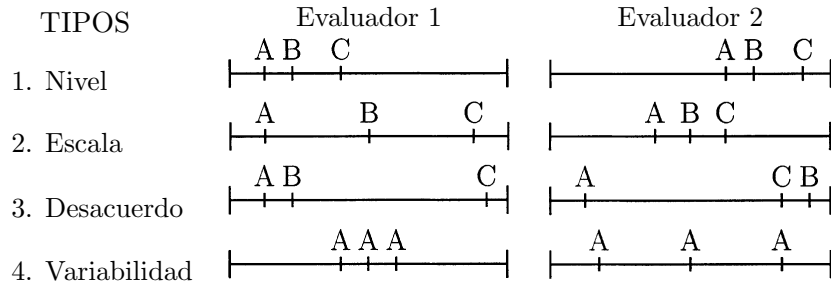 TIPOS Evaluador 1 Evaluador 2
A B C A B C
1. Nivel
A B C A B C
2. Escala
A B C A C B
3. Desacuerdo
A A A A A A
4. Variabilidad